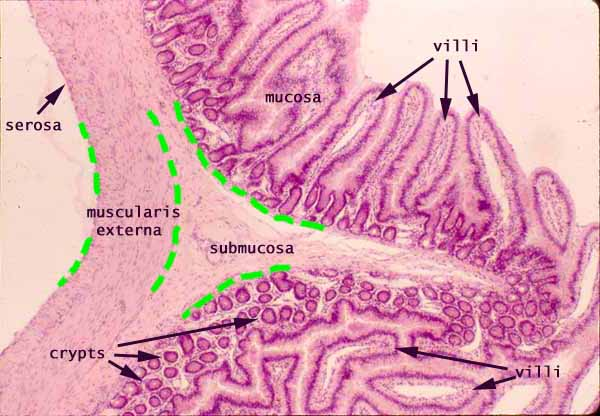 villi
mucosa
serosa
muscularis
externa
submucosa
crypts
villi